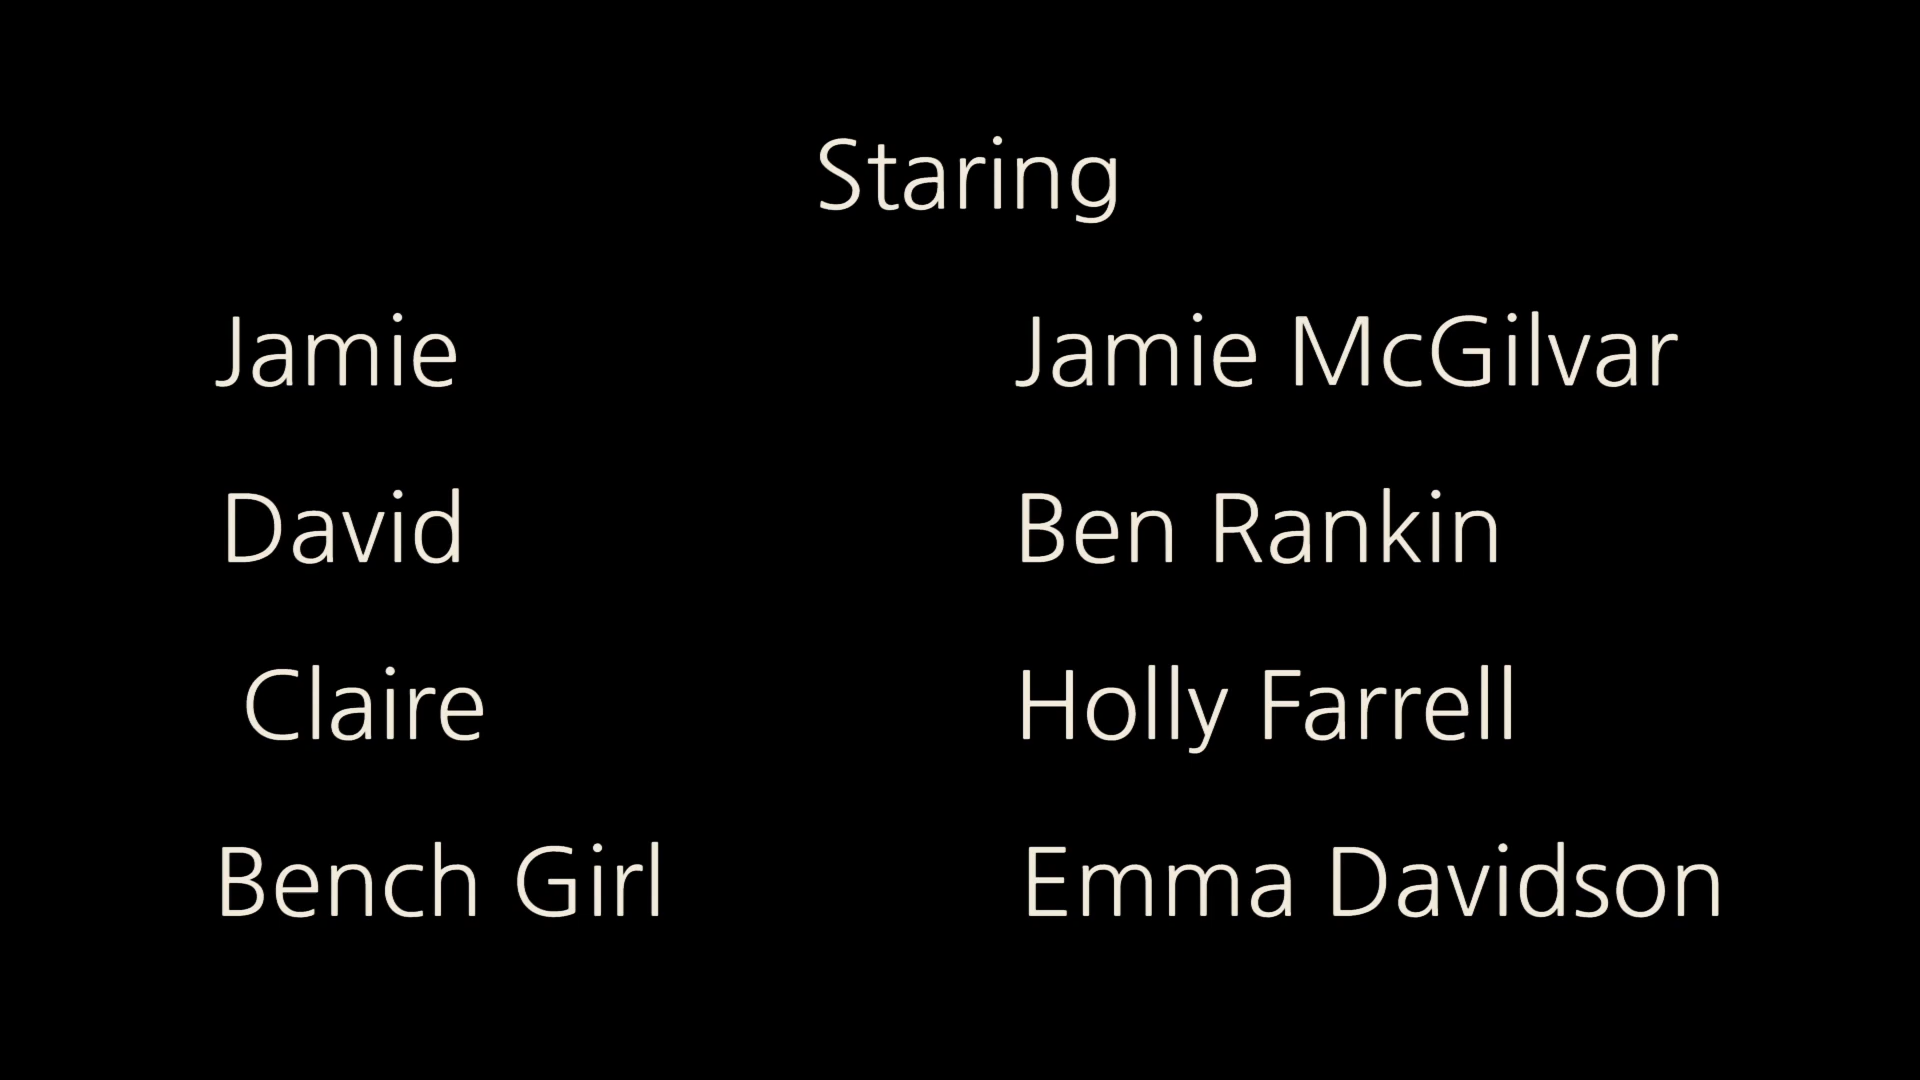 Staring
Jamie Jamie McGilvar
David Ben Rankin
Claire Holly Farrell
Bench Girl Emma Davidson